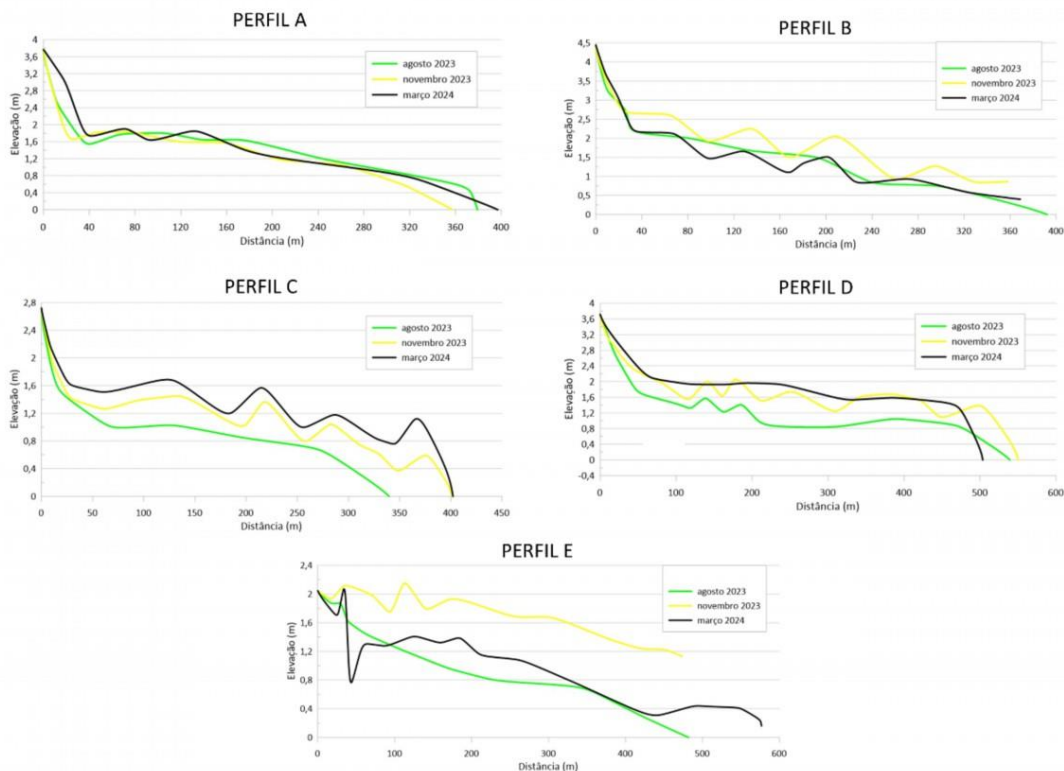 PERFIL A
4
3,6
3,2
2,8
2,4
2
1,6
1,2
0,8
0,4
0
Elevação (m)
agosto 2023
novembro 2023
março 2024
0 40 80 120 160 200 240 280 320 360 400
Distância (m)
PERFIL B
4,5
4
3,5
3
2,5
2
1,5
1
0,5
0
Elevação (m)
agosto 2023
novembro 2023
março 2024
0 40 80 120 160 200 240 280 320 360 400
Distância (m)
PERFIL C
2,8
2,4
2
1,6
1,2
0,8
0,4
0
Elevação (m)
agosto 2023
novembro 2023
março 2024
0 50 100 150 200 250 300 350 400 450
Distância (m)
PERFIL D
4
3,6
3,2
2,8
2,4
2
1,6
1,2
0,8
0,4
0
-0,4
Elevação (m)
agosto 2023
novembro 2023
março 2024
0 100 200 300 400 500 600
Distância (m)
PERFIL E
2,4
2
1,6
1,2
0,8
0,4
0
Elevação (m)
agosto 2023
novembro 2023
março 2024
0 100 200 300 400 500 600
Distância (m)